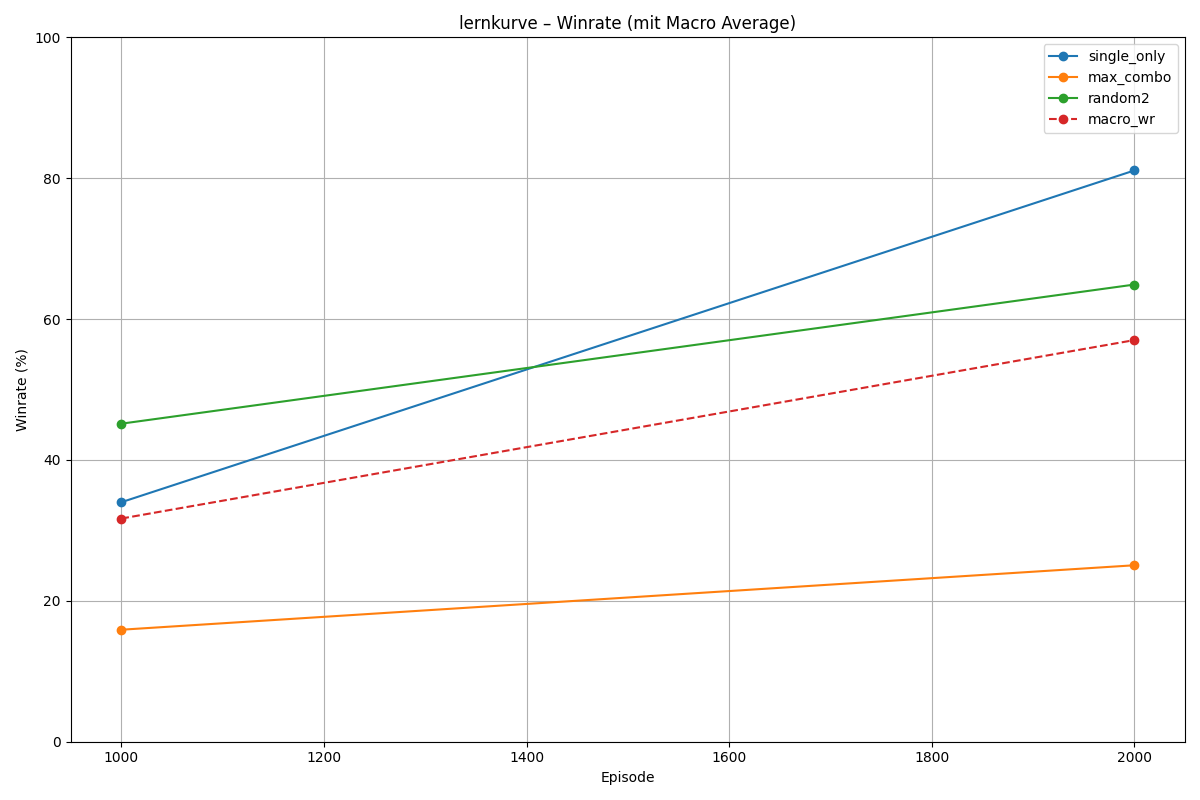 lernkurve – Winrate (mit Macro Average)
100
80
60
40
20
0
Winrate (%)
single_only
max_combo
random2
macro_wr
1000 1200 1400 1600 1800 2000
Episode